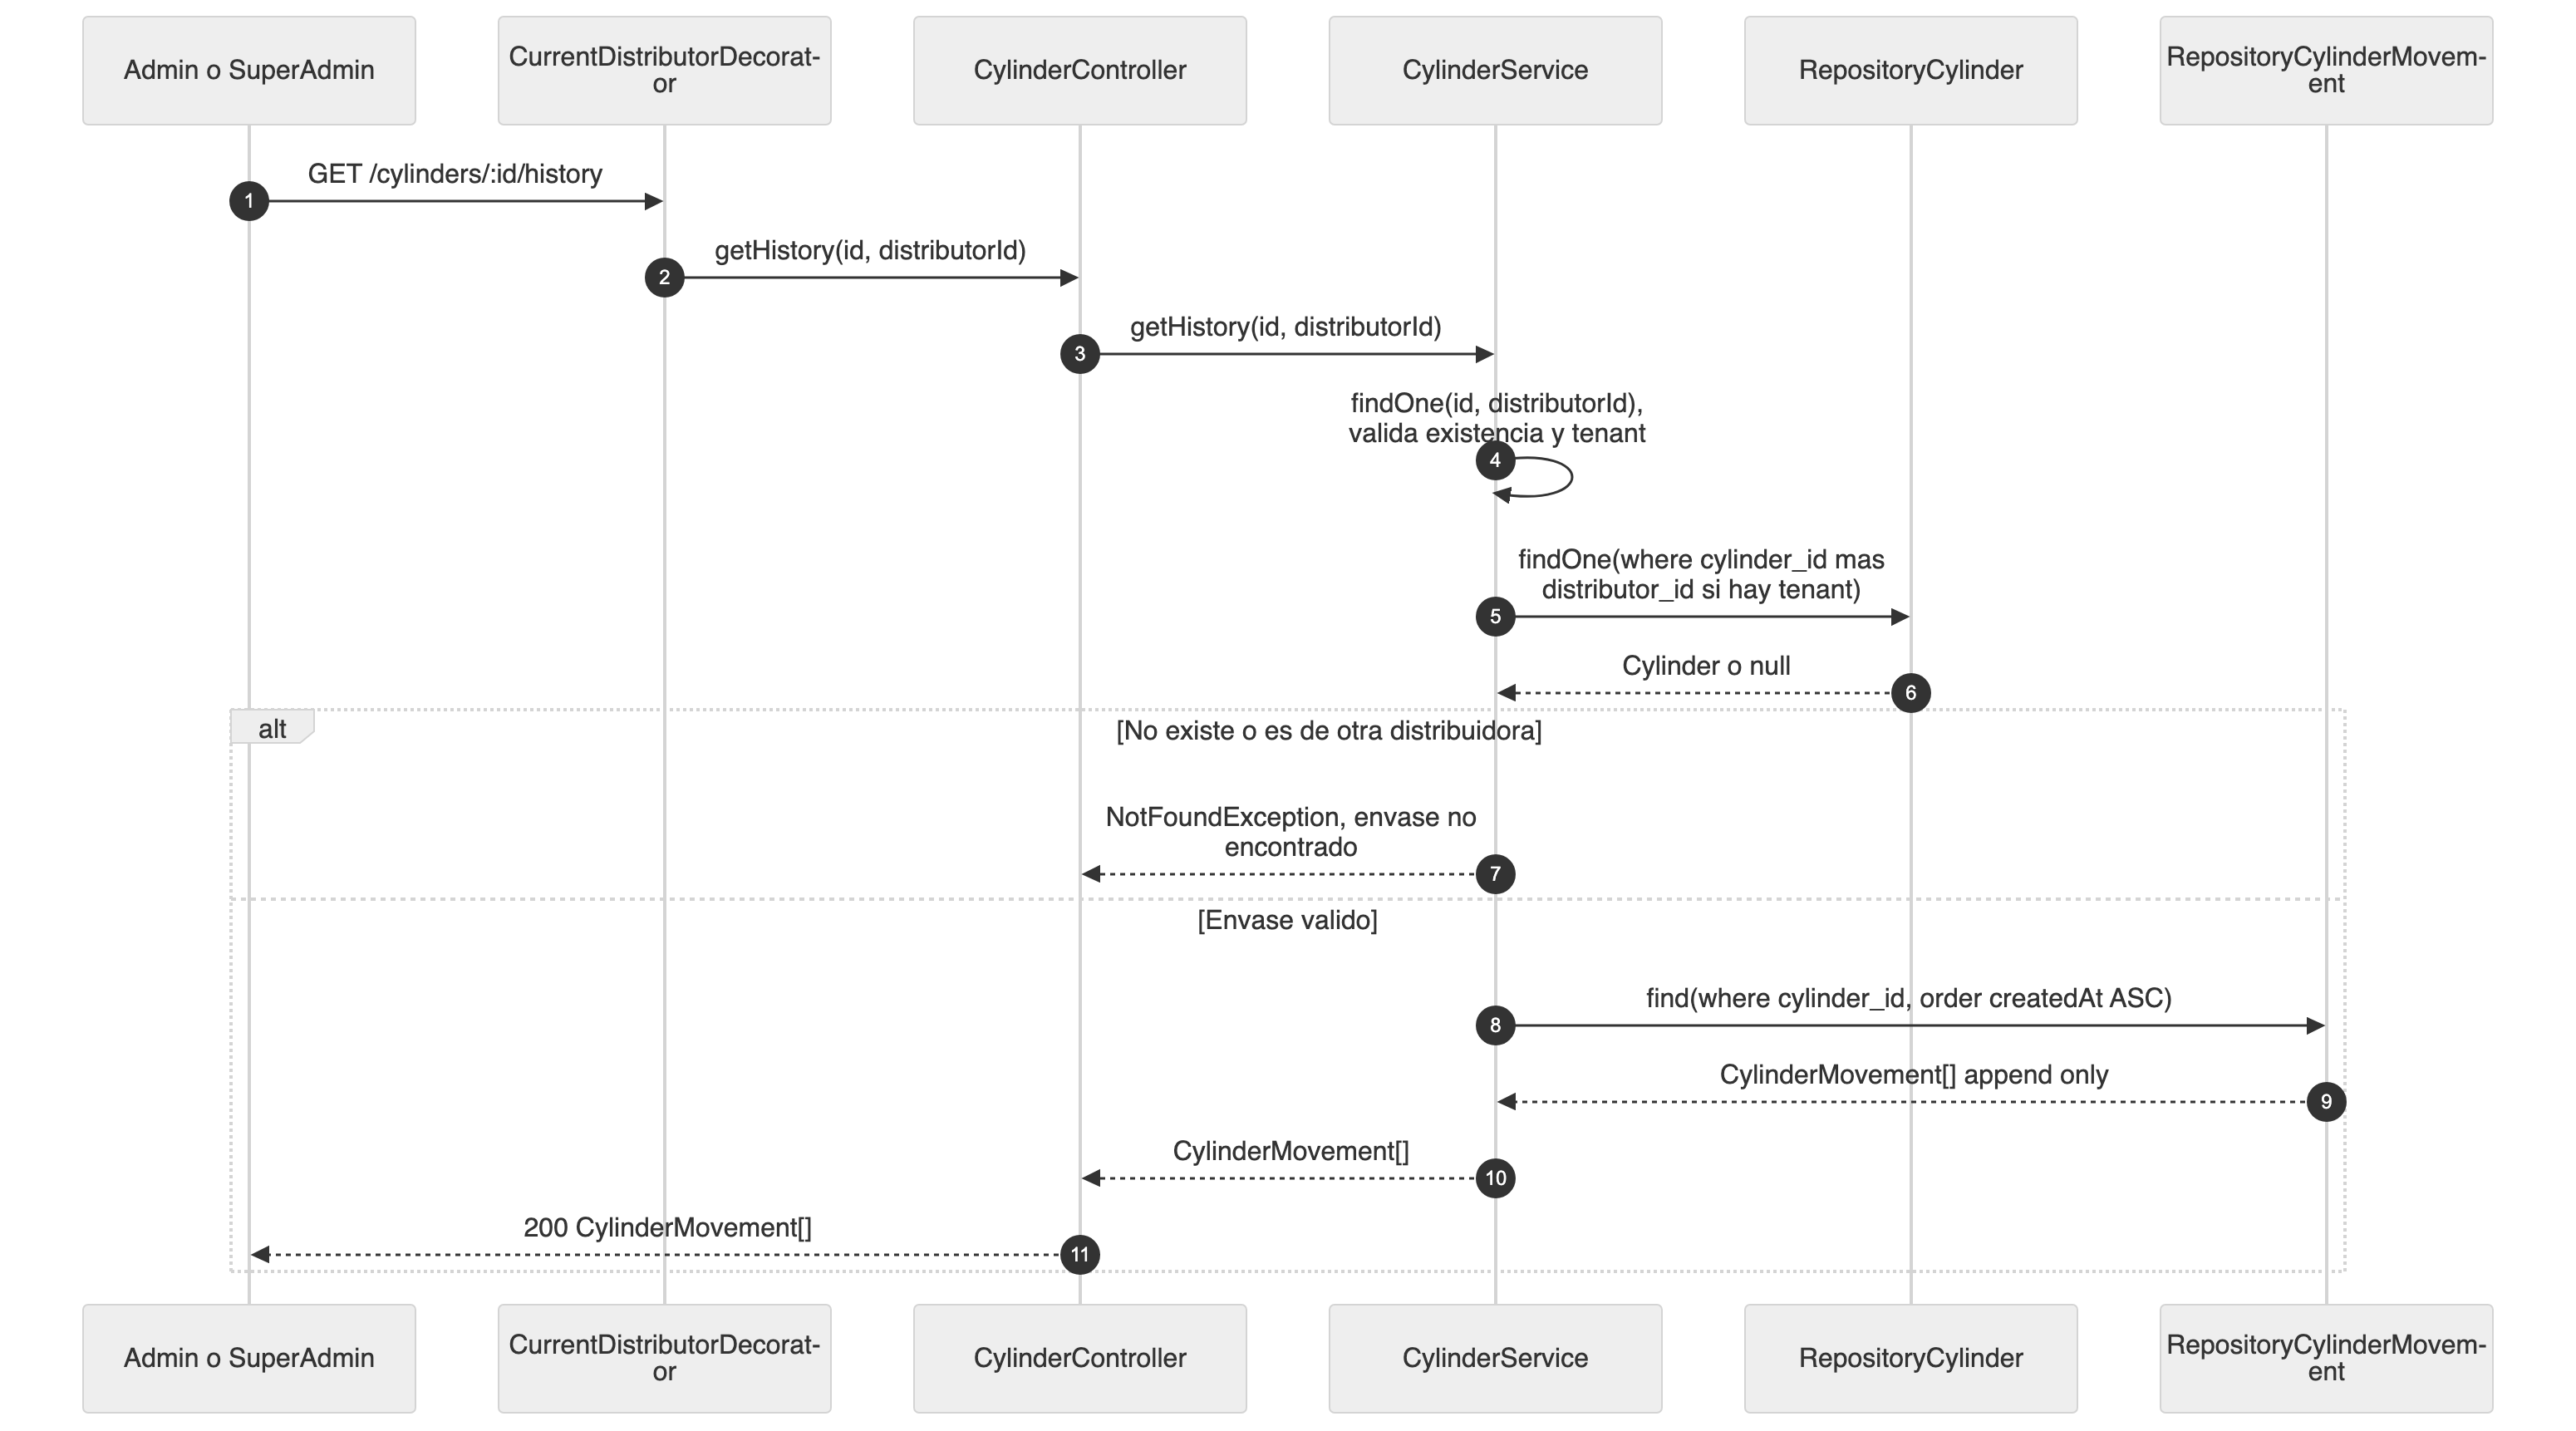 Admin o SuperAdmin
CurrentDistributorDecorat-
or
CylinderController
CylinderService
RepositoryCylinder
RepositoryCylinderMovem-
ent
GET /cylinders/:id/history
1
getHistory(id, distributorId)
2
getHistory(id, distributorId)
3
findOne(id, distributorId),
valida existencia y tenant
4
findOne(where cylinder_id mas
distributor_id si hay tenant)
5
Cylinder o null
6
alt
[No existe o es de otra distribuidora]
NotFoundException, envase no
encontrado
7
[Envase valido]
find(where cylinder_id, order createdAt ASC)
8
CylinderMovement[] append only
9
CylinderMovement[]
10
200 CylinderMovement[]
11
Admin o SuperAdmin
CurrentDistributorDecorat-
or
CylinderController
CylinderService
RepositoryCylinder
RepositoryCylinderMovem-
ent